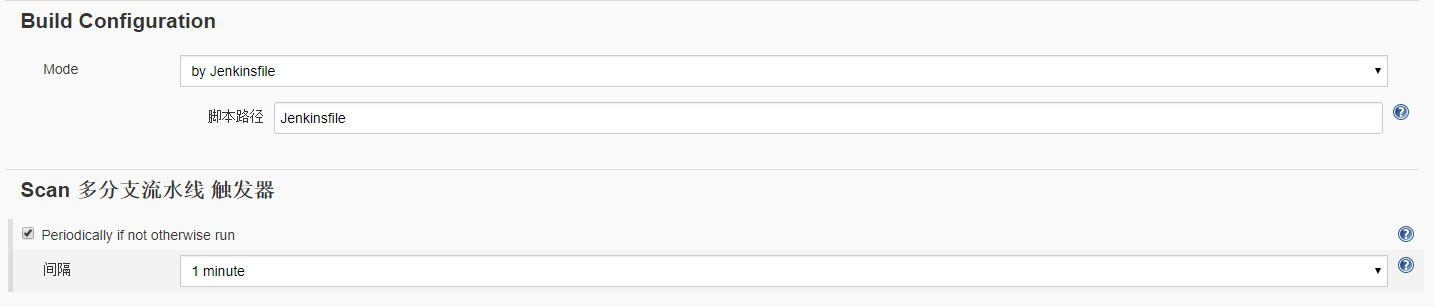 Build Configuration
Mode
by Jenkinsfile
脚本路径
Jenkinsfile
Scan 多分支流水线 触发器
Periodically if not otherwise run
间隔
1 minute